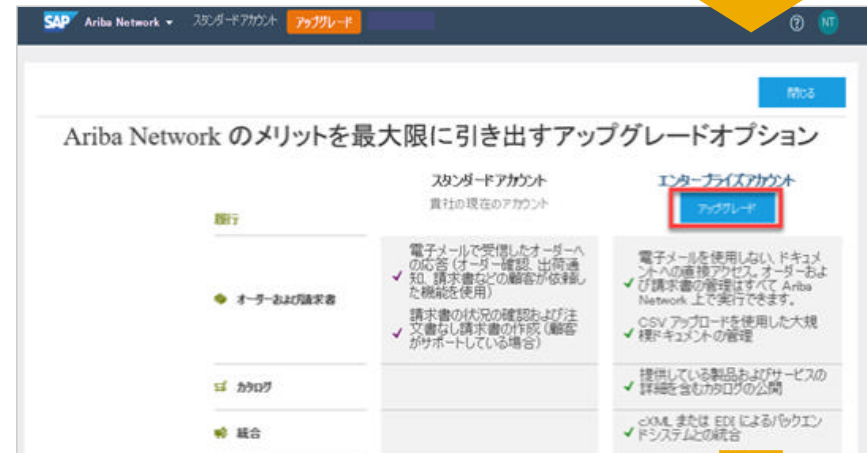 SAP Ariba Network スタンダードアカウント アップグレード ? NT
閉じる
Ariba Network のメリットを最大限に引き出すアップグレードオプション
スタンダードアカウント エンタープライズアカウント
貴社の現在のアカウント アップグレード
履行
オーダーおよび請求書
電子メールで受信したオーダーへ
の応答 (オーダー確認、出荷通
知、請求書などの顧客が依頼し
た機能を使用)
請求書の状況の確認および注
文書なし請求書の作成 (顧客
がサポートしている場合)
電子メールを使用しない、ドキュメ
ントへの直接アクセス。オーダーおよ
び請求書の管理はすべて Ariba
Network 上で実行できます。
CSV アップロードを使用した大規
模ドキュメントの管理
カタログ
提供している製品およびサービスの
詳細を含むカタログの公開
統合
cXML または EDI によるバックエン
ドシステムとの統合